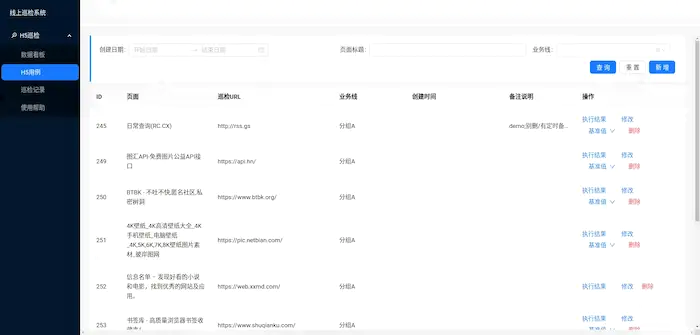 线上巡检系统
H5巡检
数据看板
H5用例
巡检记录
使用帮助
创建日期: 开始日期 → 结束日期
页面标题:
业务线:
查询 重置 新增
ID 页面 巡检URL 业务线 创建时间 备注说明 操作
245 日常查询(RC.CX) http://rss.gs 分组A demo;别删/有定时备... 执行结果 修改
基准值 删除
249 图汇API-免费图片公益API接
口 https://api.hn/ 分组A 执行结果 修改
基准值 删除
250 BTBK - 不吐不快,匿名社区,私
密树洞 https://www.btbk.org/ 分组A 执行结果 修改
基准值 删除
251 4K壁纸_4K高清壁纸大全_4K
手机壁纸_电脑壁纸
_4K,5K,6K,7K,8K壁纸图片素
材_彼岸图网 https://pic.netbian.com/ 分组A 执行结果 修改
基准值 删除
252 信息名单 - 发现好看的小说
和电影，找到优秀的网站及应
用。 https://web.xxmd.com/ 分组A 执行结果 修改 删除
253 书签库 - 高质量浏览器书签收
https://www.shuqianku.com/ 分组A 执行结果 修改